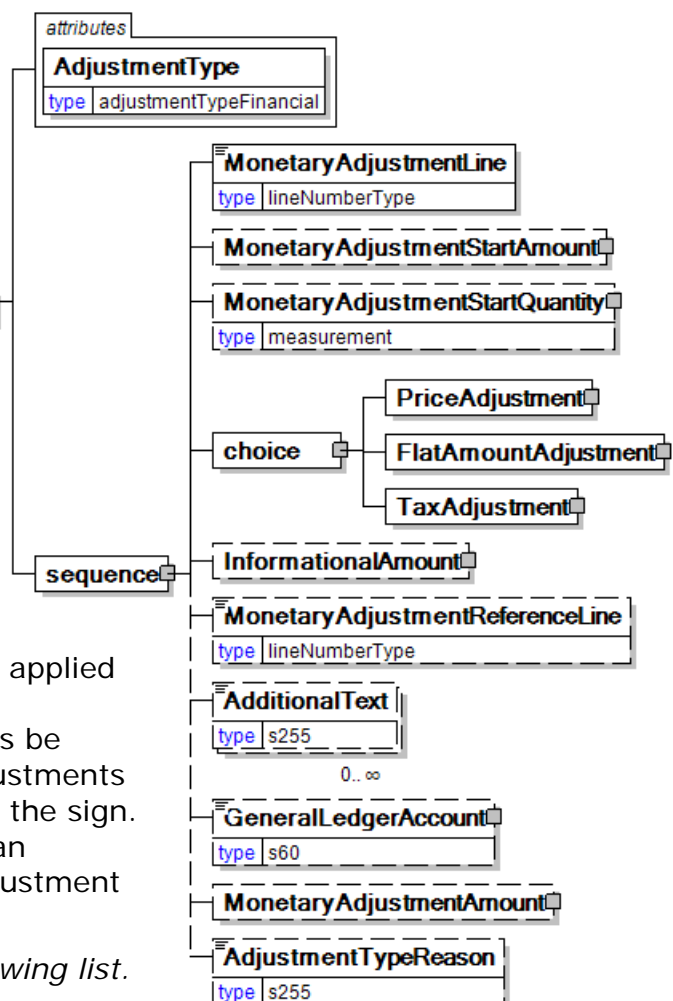 attributes
AdjustmentType
type adjustmentTypeFinancial
MonetaryAdjustmentLine
type lineNumberType
MonetaryAdjustmentStartAmount
MonetaryAdjustmentStartQuantity
type measurement
choice
PriceAdjustment
FlatAmountAdjustment
TaxAdjustment
sequence
InformationalAmount
MonetaryAdjustmentReferenceLine
type lineNumberType
AdditionalText
type s255
0..∞
GeneralLedgerAccount
type s60
MonetaryAdjustmentAmount
AdjustmentTypeReason
type s255
applied
s be
justments
the sign.
an
justment
wing list.